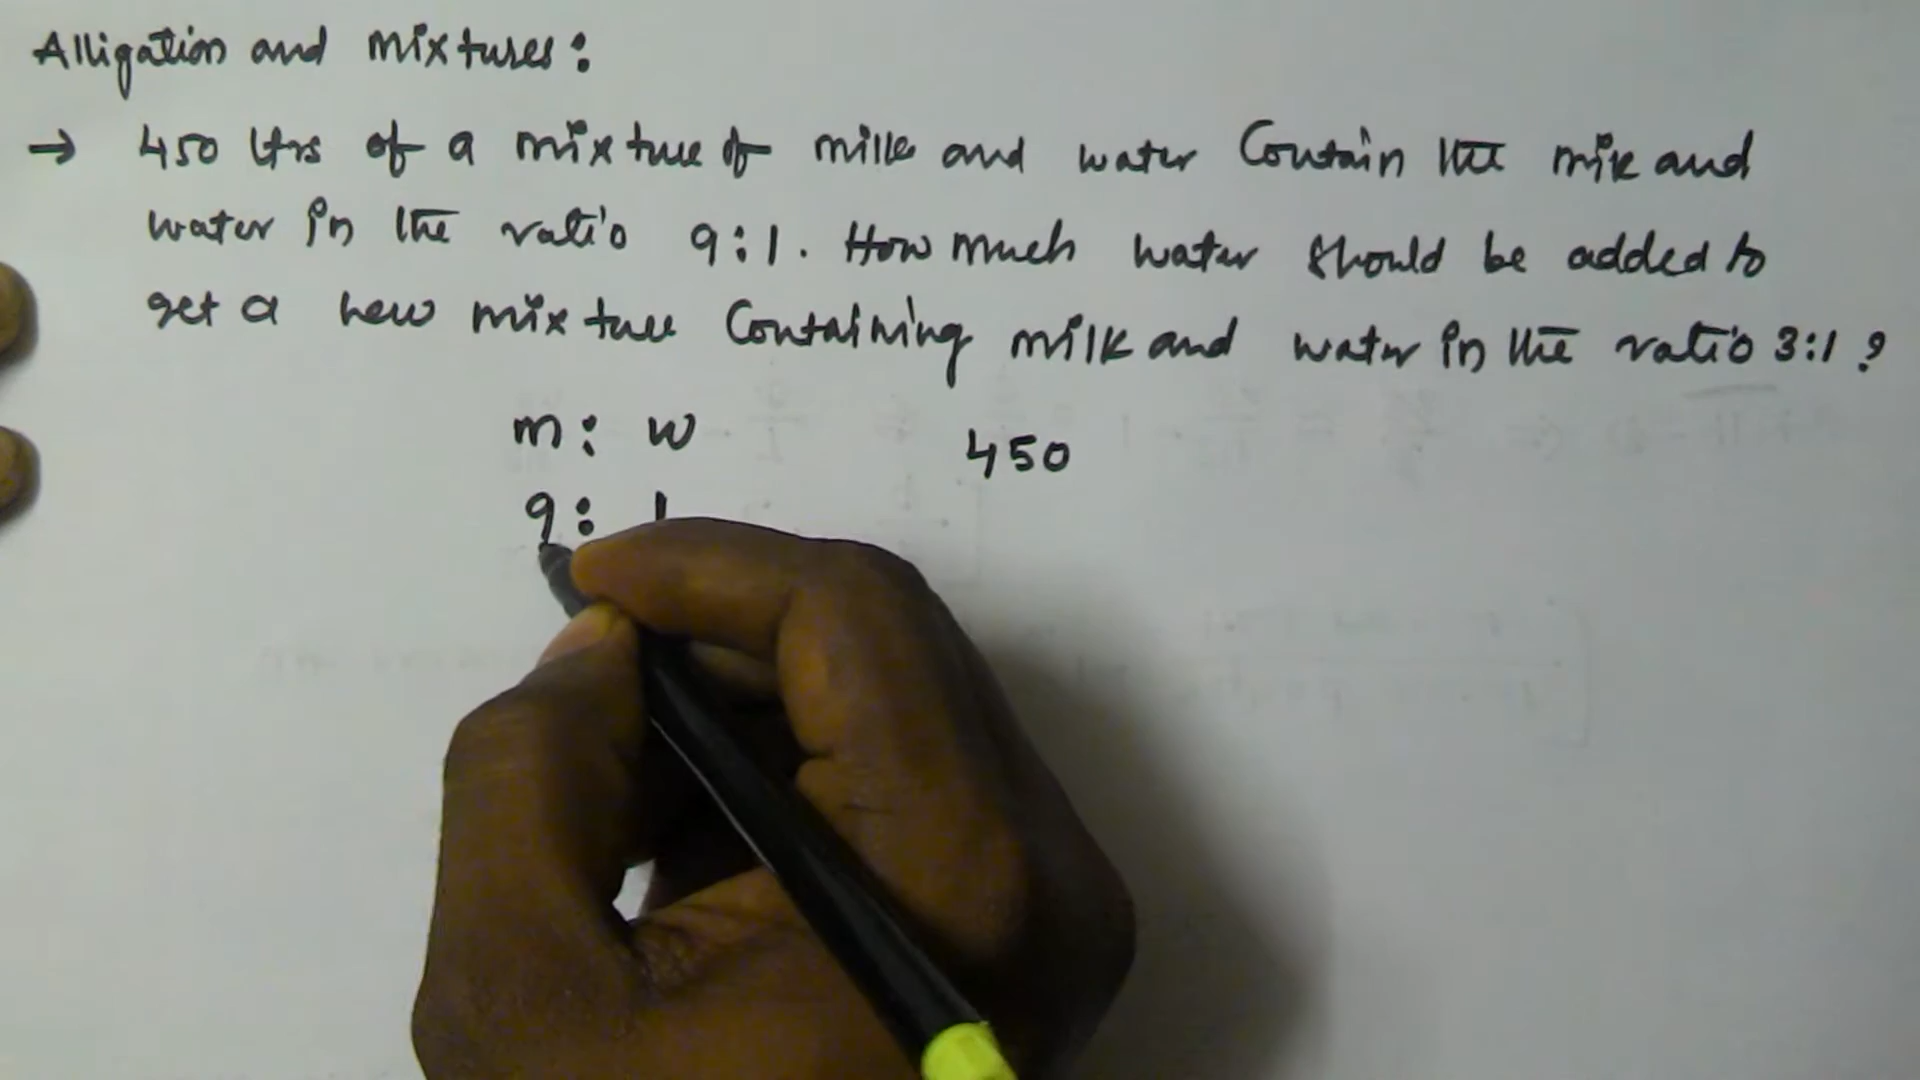 Alligation and mixtures:
→ 450 ltrs of a mixture of milk and water Contain the mik and
water in the ratio 9:1. How much water should be added to
get a new mixture Containing milk and water in the ratio 3:1?
m: w 450
9: 1